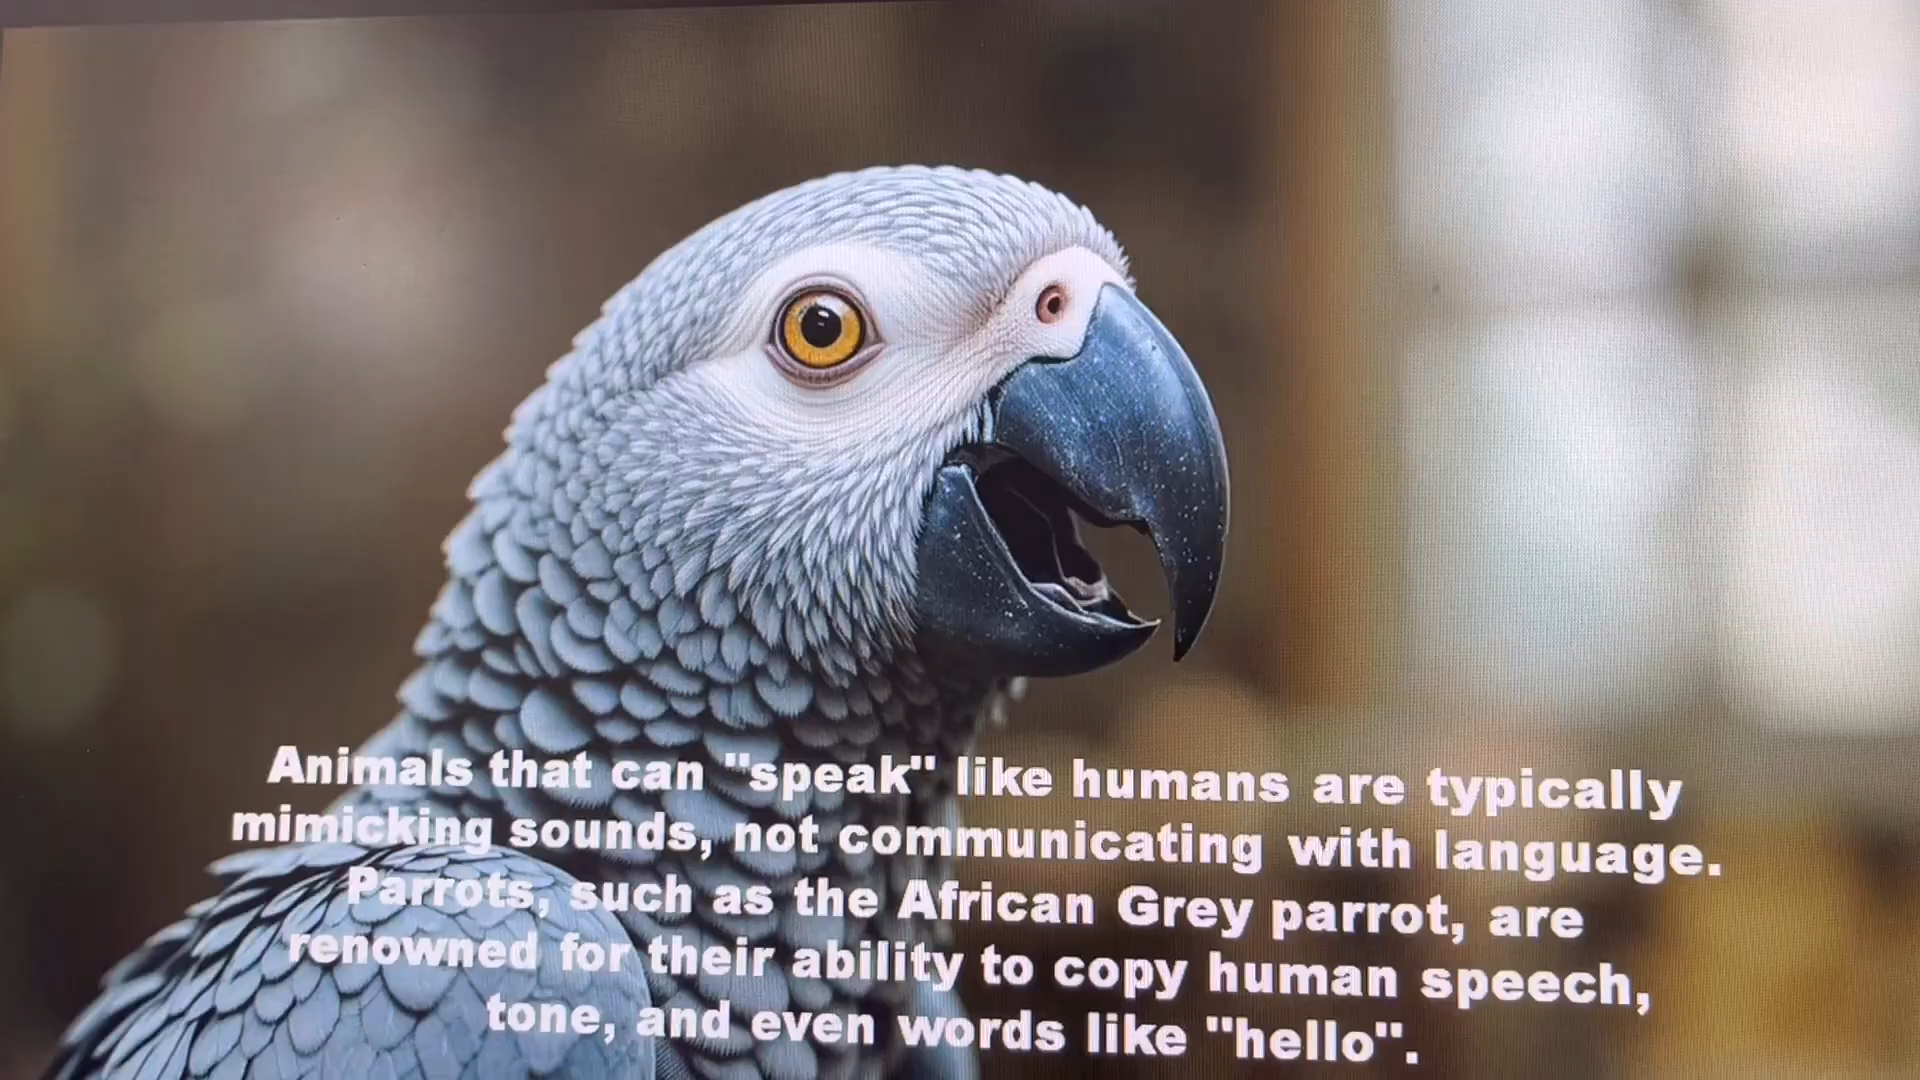 Animals that can "speak" like humans are typically
mimicking sounds, not communicating with language.
Parrots, such as the African Grey parrot, are
renowned for their ability to copy human speech,
tone, and even words like "hello".